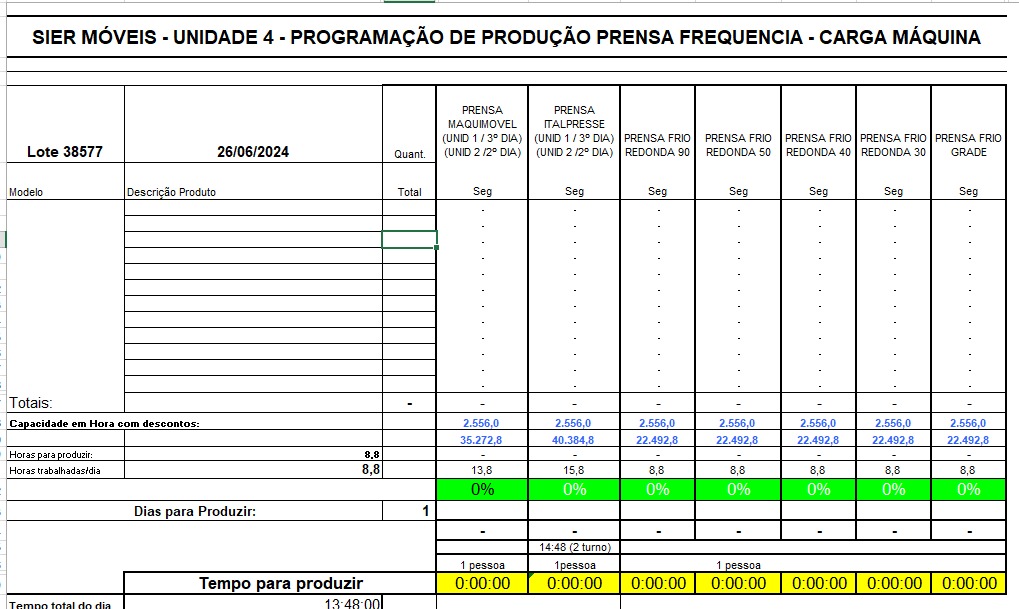 SIER MÓVEIS - UNIDADE 4 - PROGRAMAÇÃO DE PRODUÇÃO PRENSA FREQUENCIA - CARGA MÁQUINA
Lote 38577 26/06/2024 Quant.
PRENSA MAQUIMOVEL (UNID 1 / 3º DIA) (UNID 2 /2º DIA)
PRENSA ITALPRESSE (UNID 1 / 3º DIA) (UNID 2 /2º DIA)
PRENSA FRIO REDONDA 90
PRENSA FRIO REDONDA 50
PRENSA FRIO REDONDA 40
PRENSA FRIO REDONDA 30
PRENSA FRIO GRADE
Modelo Descrição Produto Total Seg Seg Seg Seg Seg Seg Seg
- - - - - - -
- - - - - - -
- - - - - - -
- - - - - - -
- - - - - - -
- - - - - - -
- - - - - - -
- - - - - - -
- - - - - - -
- - - - - - -
- - - - - - -
- - - - - - -
Totais: - - - - - - - -
Capacidade em Hora com descontos: 2.556,0 2.556,0 2.556,0 2.556,0 2.556,0 2.556,0 2.556,0
35.272,8 40.384,8 22.492,8 22.492,8 22.492,8 22.492,8 22.492,8
Horas para produzir: 8,8 - - - - - - -
Horas trabalhadas/dia 8,8 13,8 15,8 8,8 8,8 8,8 8,8 8,8
0% 0% 0% 0% 0% 0% 0%
Dias para Produzir: 1
- - - - - - -
14:48 (2 turno)
1 pessoa 1pessoa 1 pessoa
Tempo para produzir 0:00:00 0:00:00 0:00:00 0:00:00 0:00:00 0:00:00 0:00:00
Tempo total do dia 13:48:00